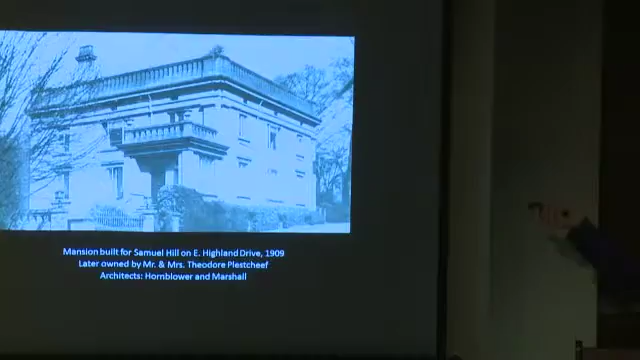 Mansion built for Samuel Hill on E. Highland Drive, 1909
Later owned by Mr. & Mrs. Theodore Plestcheef
Architects: Hornblower and Marshall